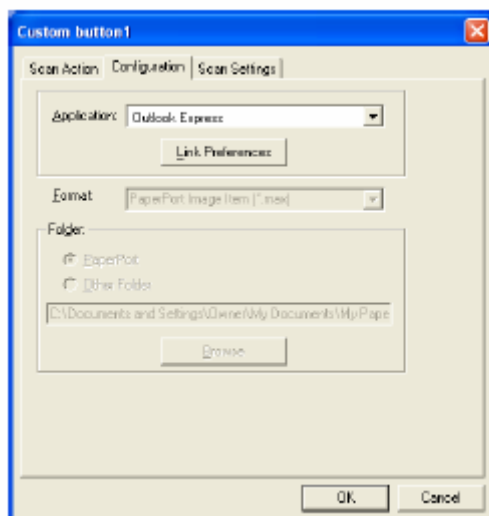 Custom button1
Scan Action Configuration Scan Settings
Application: Outlook Express
Link Preferences
Format PaperPort Image Item (*.max)
Folder:
PaperPort
Other Folder
C:\Documents and Settings\Owner\My Documents\My Pape
Browse
OK Cancel